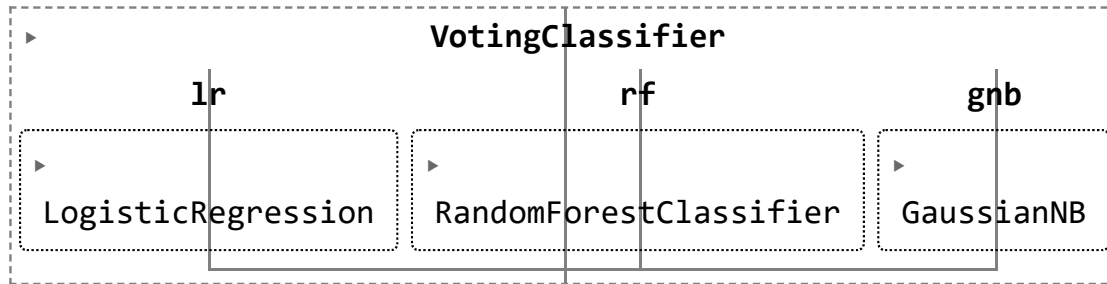 VotingClassifier
lr rf gnb
LogisticRegression RandomForestClassifier GaussianNB